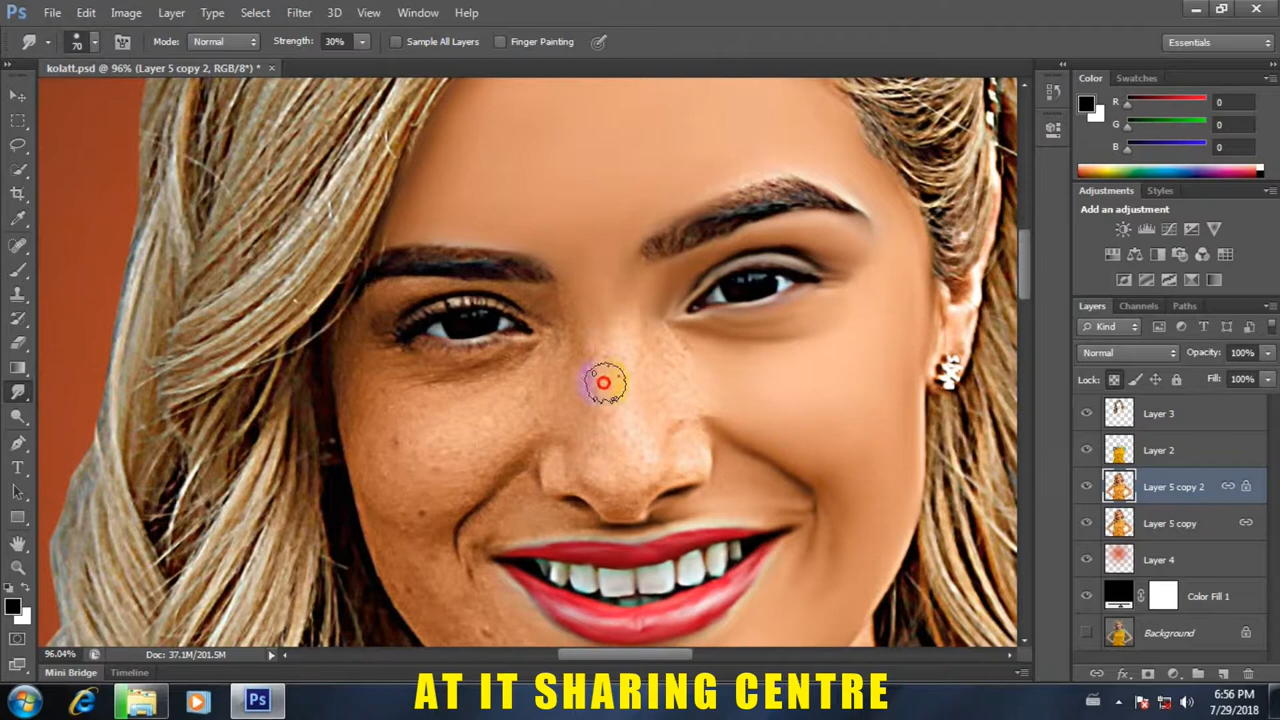 Ps File Edit Image Layer Type Select Filter 3D View Window Help
70 Mode: Normal Strength: 30% Sample All Layers Finger Painting Essentials
kolatt.psd @ 96% (Layer 5 copy 2, RGB/8*) *
Color Swatches
R 0
G 0
B 0
Adjustments Styles
Add an adjustment
Layers Channels Paths
Kind
Normal Opacity: 100%
Lock: Fill: 100%
Layer 3
Layer 2
Layer 5 copy 2
Layer 5 copy
Layer 4
Color Fill 1
Background
96.04% Doc: 37.1M/201.5M
Mini Bridge Timeline
AT IT SHARING CENTRE
Ps
6:56 PM
7/29/2018